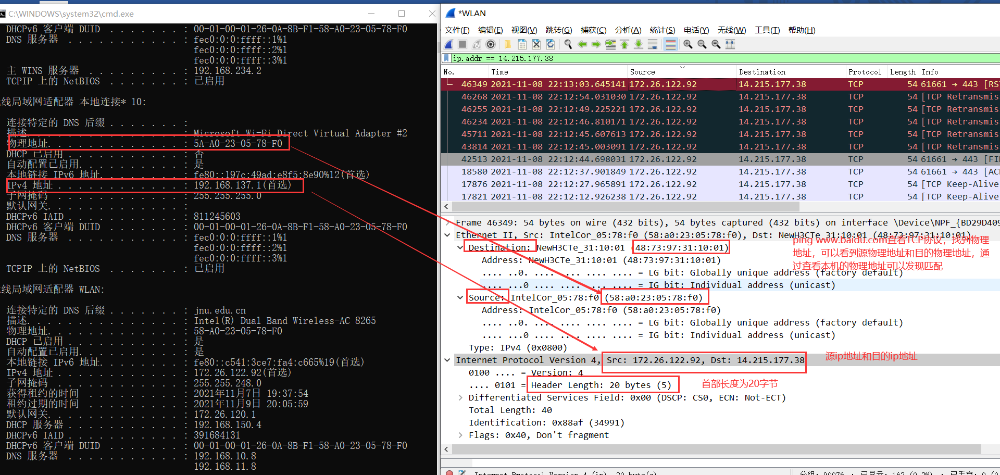 C:\WINDOWS\system32\cmd.exe
DHCPv6 客户端 DUID . . . . . . . . : 00-01-00-01-26-0A-8B-F1-58-A0-23-05-78-F0
DNS 服务器 . . . . . . . . . . . : fec0:0:0:ffff::1%1
fec0:0:0:ffff::2%1
fec0:0:0:ffff::3%1
主 WINS 服务器 . . . . . . . . . : 192.168.234.2
TCPIP 上的 NetBIOS . . . . . . . : 已启用
线局域网适配器 本地连接* 10:
连接特定的 DNS 后缀 . . . . . . . :
描述. . . . . . . . . . . . . . . : Microsoft Wi-Fi Direct Virtual Adapter #2
物理地址. . . . . . . . . . . . . : 5A-A0-23-05-78-F0
DHCP 已启用 . . . . . . . . . . . : 否
自动配置已启用. . . . . . . . . . : 是
本地链接 IPv6 地址. . . . . . . . : fe80::197c:49ad:e8f5:8e90%12(首选)
IPv4 地址 . . . . . . . . . . . . : 192.168.137.1(首选)
子网掩码 . . . . . . . . . . . . : 255.255.255.0
默认网关. . . . . . . . . . . . . :
DHCPv6 IAID . . . . . . . . . . . : 811245603
DHCPv6 客户端 DUID . . . . . . . . : 00-01-00-01-26-0A-8B-F1-58-A0-23-05-78-F0
DNS 服务器 . . . . . . . . . . . : fec0:0:0:ffff::1%1
fec0:0:0:ffff::2%1
fec0:0:0:ffff::3%1
TCPIP 上的 NetBIOS . . . . . . . : 已启用
线局域网适配器 WLAN:
连接特定的 DNS 后缀 . . . . . . . : jnu.edu.cn
描述. . . . . . . . . . . . . . . : Intel(R) Dual Band Wireless-AC 8265
物理地址. . . . . . . . . . . . . : 58-A0-23-05-78-F0
DHCP 已启用 . . . . . . . . . . . : 是
自动配置已启用. . . . . . . . . . : 是
本地链接 IPv6 地址. . . . . . . . : fe80::c541:3ce7:fa4:c665%19(首选)
IPv4 地址 . . . . . . . . . . . . : 172.26.122.92(首选)
子网掩码 . . . . . . . . . . . . : 255.255.248.0
获得租约的时间 . . . . . . . . . : 2021年11月7日 19:37:54
租约过期的时间 . . . . . . . . . : 2021年11月9日 20:05:59
默认网关. . . . . . . . . . . . . : 172.26.120.1
DHCP 服务器 . . . . . . . . . . . : 192.168.150.4
DHCPv6 IAID . . . . . . . . . . . : 391684131
DHCPv6 客户端 DUID . . . . . . . . : 00-01-00-01-26-0A-8B-F1-58-A0-23-05-78-F0
DNS 服务器 . . . . . . . . . . . : 192.168.10.8
192.168.11.8
*WLAN
文件(F) 编辑(E) 视图(V) 跳转(G) 捕获(C) 分析(A) 统计(S) 电话(Y) 无线(W) 工具(T) 帮助(H)
ip.addr == 14.215.177.38
No. Time Source Destination Protocol Length Info
46349 2021-11-08 22:13:03.645141 172.26.122.92 14.215.177.38 TCP 54 61661 → 443 [RS
46268 2021-11-08 22:12:54.031030 172.26.122.92 14.215.177.38 TCP 54 [TCP Retransmis
46255 2021-11-08 22:12:49.225221 172.26.122.92 14.215.177.38 TCP 54 [TCP Retransmis
46234 2021-11-08 22:12:46.810171 172.26.122.92 14.215.177.38 TCP 54 [TCP Retransmis
45711 2021-11-08 22:12:45.607613 172.26.122.92 14.215.177.38 TCP 54 [TCP Retransmis
43814 2021-11-08 22:12:45.003091 172.26.122.92 14.215.177.38 TCP 54 [TCP Retransmis
42513 2021-11-08 22:12:44.698031 172.26.122.92 14.215.177.38 TCP 54 61661 → 443 [FI
18580 2021-11-08 22:12:37.901849 172.26.122.92 14.215.177.38 TCP 54 61661 → 443 [AC
17876 2021-11-08 22:12:27.965891 172.26.122.92 14.215.177.38 TCP 54 [TCP Keep-Alive
17821 2021-11-08 22:12:12.926238 172.26.122.92 14.215.177.38 TCP 54 [TCP Keep-Alive
Frame 46349: 54 bytes on wire (432 bits), 54 bytes captured (432 bits) on interface \Device\NPF_{BD29D409
Ethernet II, Src: IntelCor_05:78:f0 (58:a0:23:05:78:f0), Dst: NewH3CTe_31:10:01 (48:73:97:31:10:01)
Destination: NewH3CTe_31:10:01 (48:73:97:31:10:01)
Address: NewH3CTe_31:10:01 (48:73:97:31:10:01)
.... ..0. .... .... .... .... = LG bit: Globally unique address (factory default)
.... ...0 .... .... .... .... = IG bit: Individual address (unicast)
Source: IntelCor_05:78:f0 (58:a0:23:05:78:f0)
Address: IntelCor_05:78:f0 (58:a0:23:05:78:f0)
.... ..0. .... .... .... .... = LG bit: Globally unique address (factory default)
.... ...0 .... .... .... .... = IG bit: Individual address (unicast)
Type: IPv4 (0x0800)
Internet Protocol Version 4, Src: 172.26.122.92, Dst: 14.215.177.38
0100 .... = Version: 4
.... 0101 = Header Length: 20 bytes (5)
Differentiated Services Field: 0x00 (DSCP: CS0, ECN: Not-ECT)
Total Length: 40
Identification: 0x88af (34991)
Flags: 0x40, Don't fragment
ping www.baidu.com查看TCP协议，找到物理
地址，可以看到源物理地址和目的物理地址，通
过查看本机的物理地址可以发现匹配
源ip地址和目的ip地址
首部长度为20字节